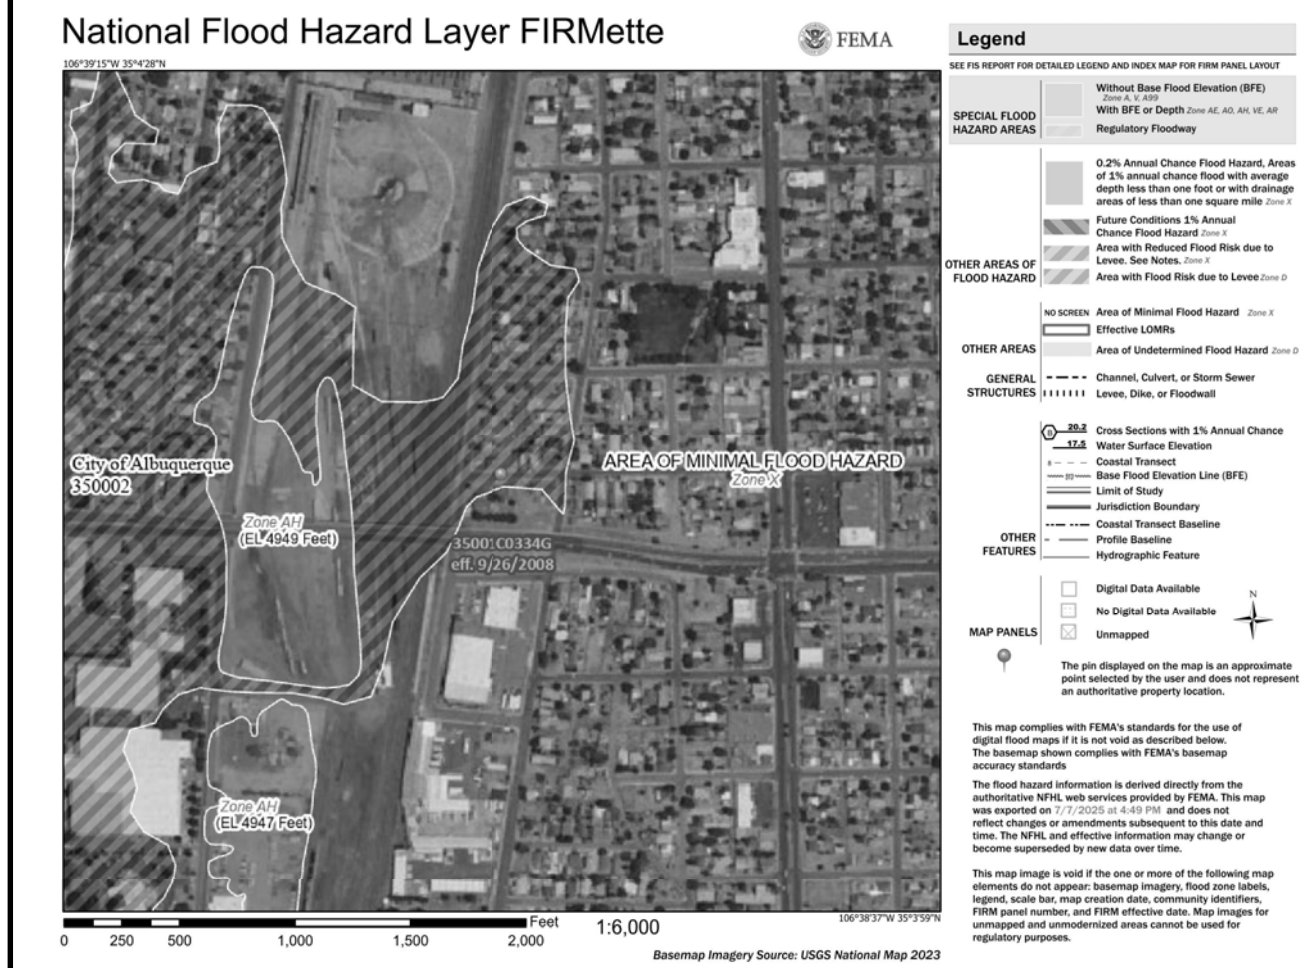 National Flood Hazard Layer FIRMette
FEMA
Legend
106°39'15"W 35°4'28"N
SEE FIS REPORT FOR DETAILED LEGEND AND INDEX MAP FOR FIRM PANEL LAYOUT
SPECIAL FLOOD
HAZARD AREAS
Without Base Flood Elevation (BFE)
Zone A, V, A99
With BFE or Depth Zone AE, AO, AH, VE, AR
Regulatory Floodway
0.2% Annual Chance Flood Hazard, Areas
of 1% annual chance flood with average
depth less than one foot or with drainage
areas of less than one square mile Zone X
Future Conditions 1% Annual
Chance Flood Hazard Zone X
Area with Reduced Flood Risk due to
Levee. See Notes. Zone X
Area with Flood Risk due to Levee Zone D
OTHER AREAS OF
FLOOD HAZARD
NO SCREEN Area of Minimal Flood Hazard Zone X
Effective LOMRs
OTHER AREAS
Area of Undetermined Flood Hazard Zone D
GENERAL
STRUCTURES
Channel, Culvert, or Storm Sewer
Levee, Dike, or Floodwall
B 20.2 Cross Sections with 1% Annual Chance
17.5 Water Surface Elevation
8 Coastal Transect
513 Base Flood Elevation Line (BFE)
Limit of Study
Jurisdiction Boundary
Coastal Transect Baseline
OTHER
FEATURES
Profile Baseline
Hydrographic Feature
Digital Data Available
No Digital Data Available
N
MAP PANELS
Unmapped
The pin displayed on the map is an approximate
point selected by the user and does not represent
an authoritative property location.
This map complies with FEMA's standards for the use of
digital flood maps if it is not void as described below.
The basemap shown complies with FEMA's basemap
accuracy standards
The flood hazard information is derived directly from the
authoritative NFHL web services provided by FEMA. This map
was exported on 7/7/2025 at 4:49 PM and does not
reflect changes or amendments subsequent to this date and
time. The NFHL and effective information may change or
become superseded by new data over time.
This map image is void if the one or more of the following map
elements do not appear: basemap imagery, flood zone labels,
legend, scale bar, map creation date, community identifiers,
FIRM panel number, and FIRM effective date. Map images for
unmapped and unmodernized areas cannot be used for
regulatory purposes.
City of Albuquerque
350002
AREA OF MINIMAL FLOOD HAZARD
Zone X
Zone AH
(EL 4949 Feet)
35001C0334G
eff. 9/26/2008
Zone AH
(EL 4947 Feet)
106°38'37"W 35°3'59"N
Feet
1:6,000
0 250 500 1,000 1,500 2,000
Basemap Imagery Source: USGS National Map 2023